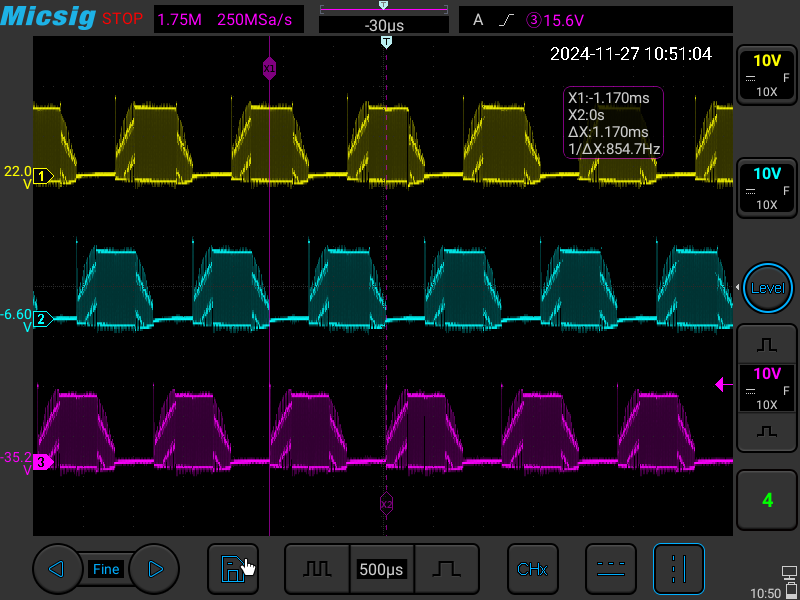 Micsig STOP 1.75M 250MSa/s -30µs A ③15.6V
T
T
2024-11-27 10:51:04
X1
X1:-1.170ms
X2:0s
ΔX:1.170ms
1/ΔX:854.7Hz
10V
F
10X
22.0
V
1
10V
F
10X
-6.60
V
2
Level
10V
F
10X
-35.2
V
3
X2
4
Fine
500µs
CHx
10:50